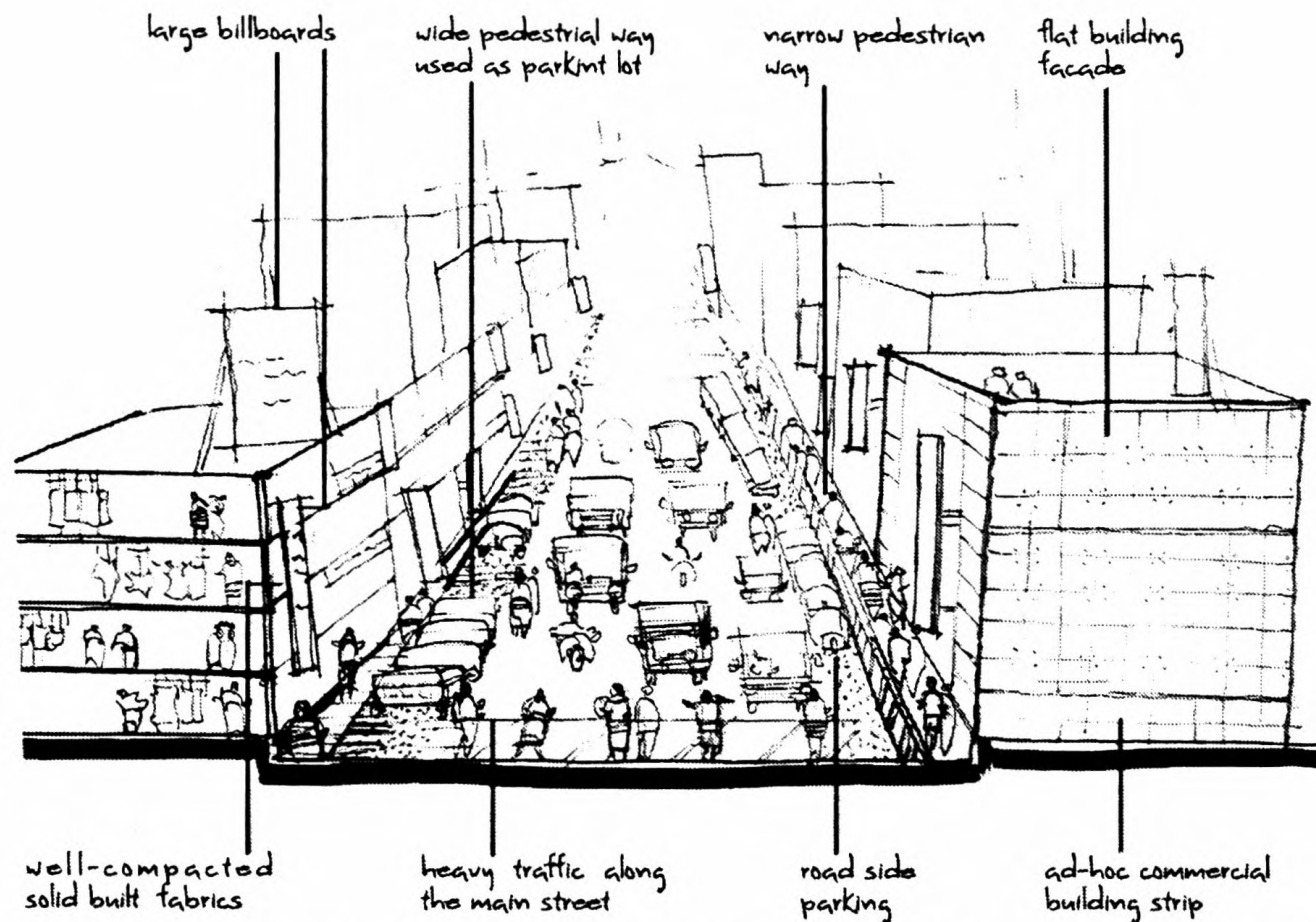 large billboards
wide pedestrial way
used as parkint lot
narrow pedestrian
way
flat building
facade
well-compacted
solid built fabrics
heavy traffic along
the main street
road side
parking
ad-hoc commercial
building strip